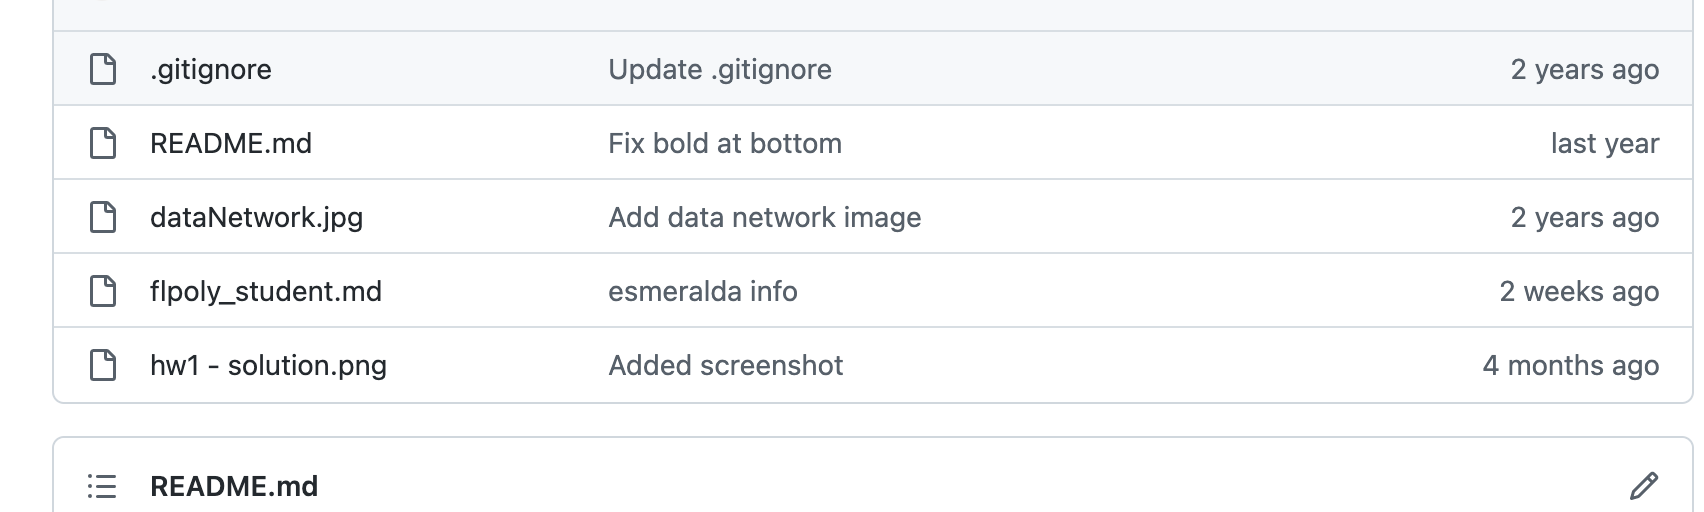 .gitignore Update .gitignore 2 years ago
README.md Fix bold at bottom last year
dataNetwork.jpg Add data network image 2 years ago
flpoly_student.md esmeralda info 2 weeks ago
hw1 - solution.png Added screenshot 4 months ago
README.md